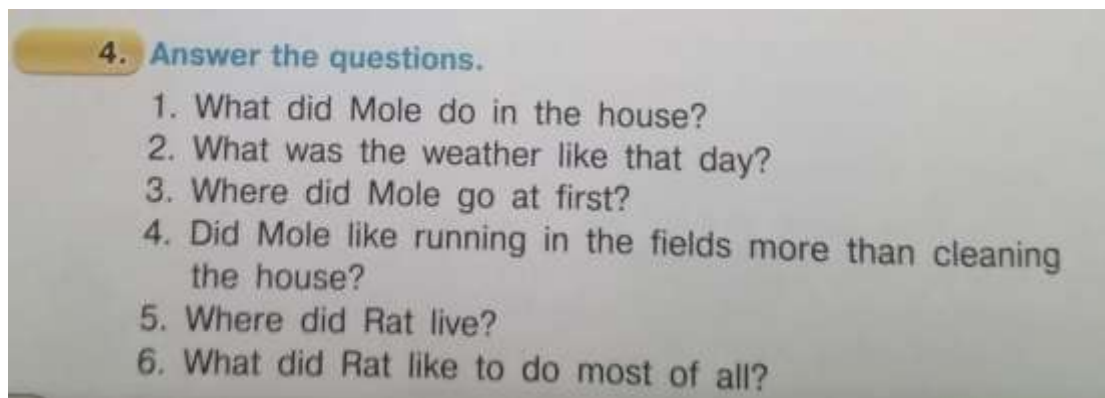 4. Answer the questions.
1. What did Mole do in the house?
2. What was the weather like that day?
3. Where did Mole go at first?
4. Did Mole like running in the fields more than cleaning
the house?
5. Where did Rat live?
6. What did Rat like to do most of all?